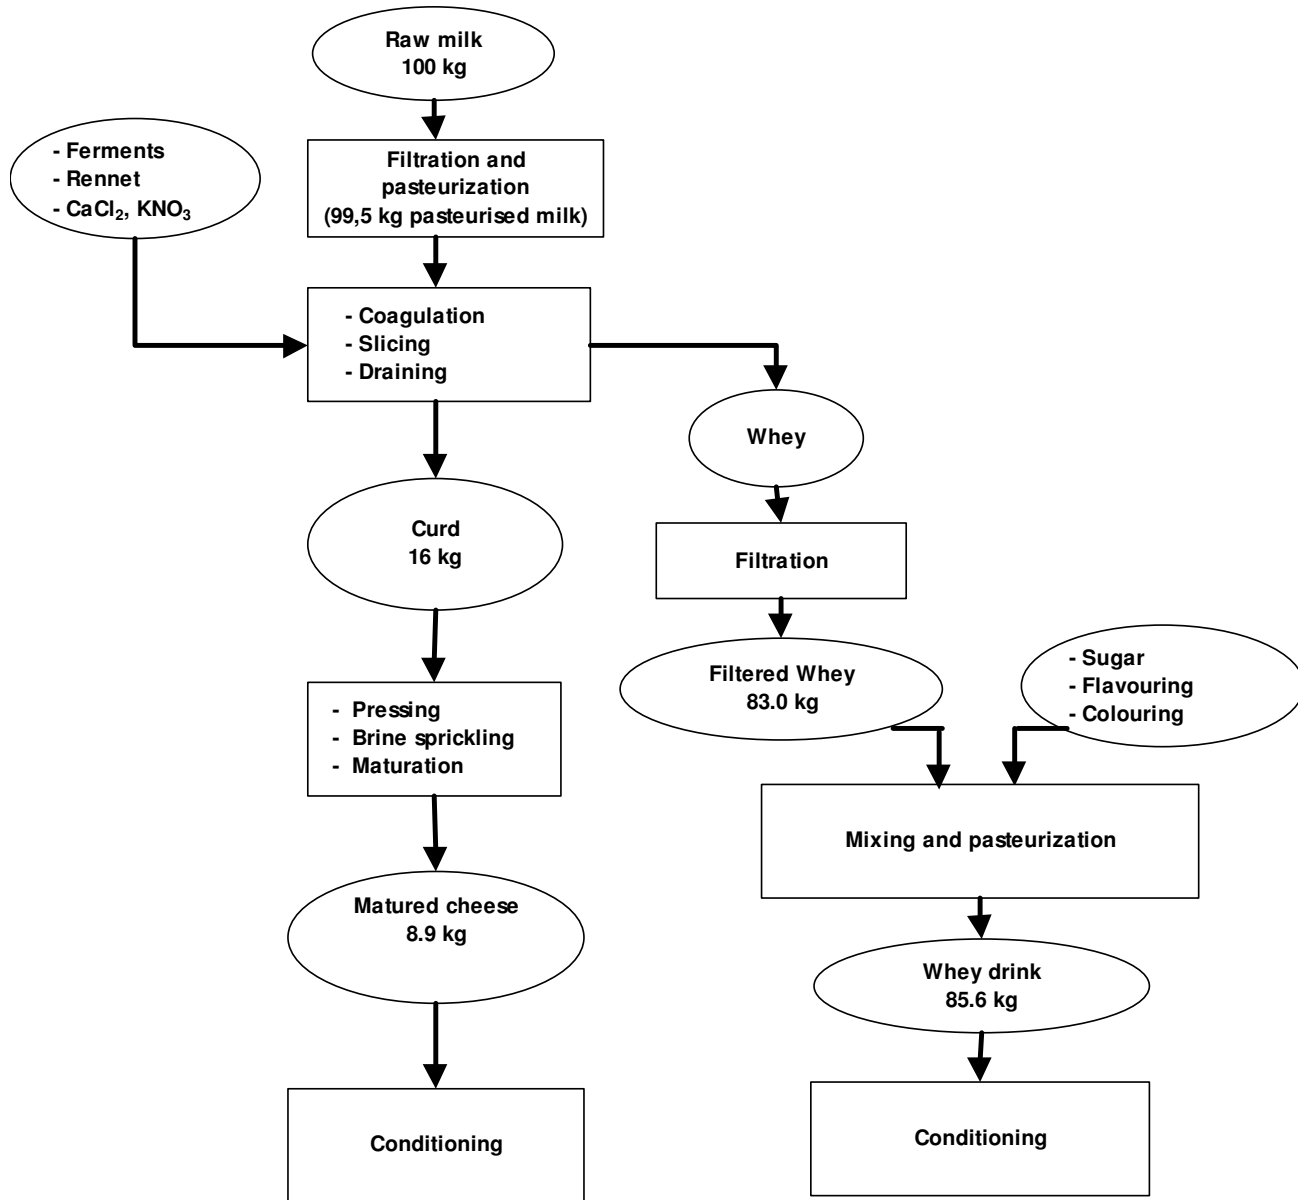 Raw milk
100 kg
- Ferments
- Rennet
- CaCl₂, KNO₃
Filtration and
pasteurization
(99,5 kg pasteurised milk)
- Coagulation
- Slicing
- Draining
Whey
Curd
16 kg
Filtration
Filtered Whey
83.0 kg
- Sugar
- Flavouring
- Colouring
- Pressing
- Brine sprickling
- Maturation
Mixing and pasteurization
Matured cheese
8.9 kg
Whey drink
85.6 kg
Conditioning
Conditioning